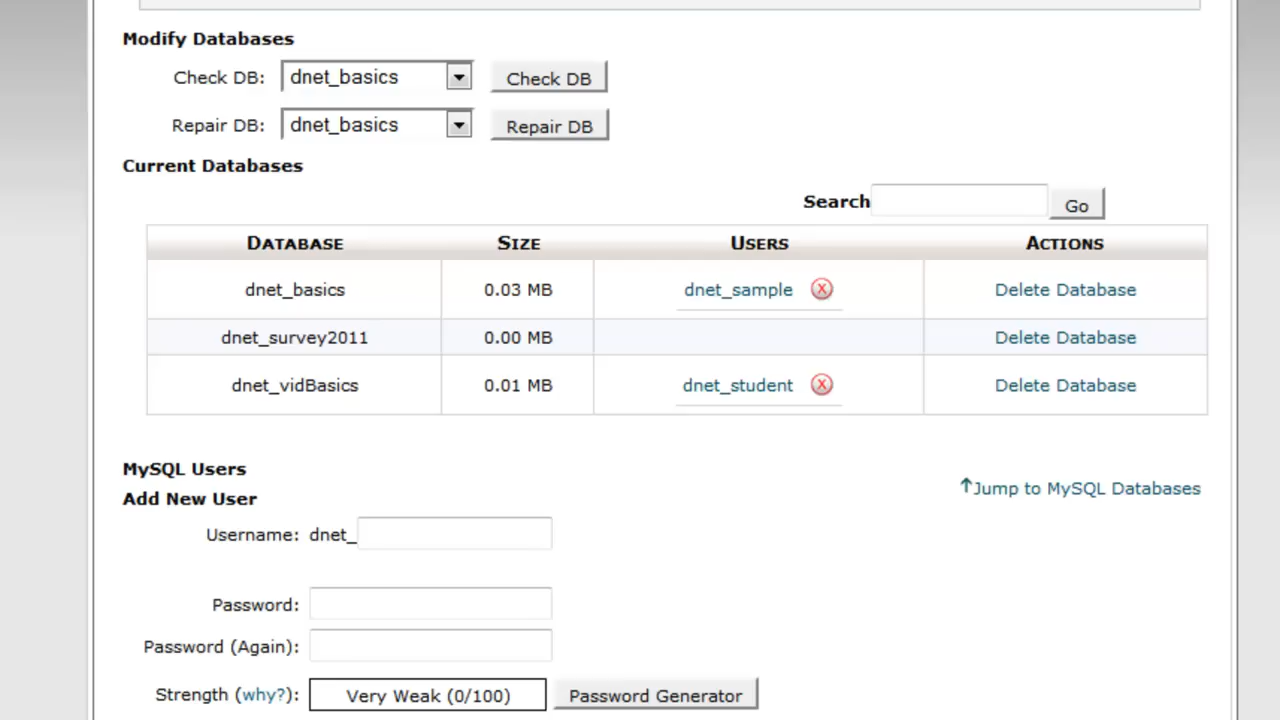 Modify Databases
Check DB: dnet_basics Check DB
Repair DB: dnet_basics Repair DB
Current Databases
Search Go
DATABASE SIZE USERS ACTIONS
dnet_basics 0.03 MB dnet_sample X Delete Database
dnet_survey2011 0.00 MB Delete Database
dnet_vidBasics 0.01 MB dnet_student X Delete Database
MySQL Users
↑Jump to MySQL Databases
Add New User
Username: dnet_
Password:
Password (Again):
Strength (why?): Very Weak (0/100) Password Generator